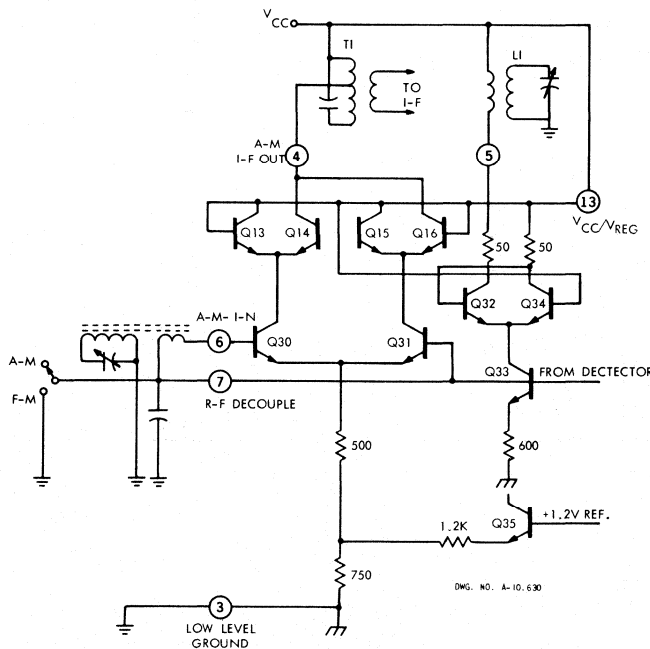 VCC
T1
L1
TO
I-F
A-M
I-F OUT
4
5
13
VCC/VREG
Q13
Q14
Q15
Q16
50
50
Q32
Q34
A-M-I-N
6
Q30
Q31
A-M
Q33
FROM DECTECTOR
7
R-F DECOUPLE
F-M
500
600
+1.2V REF.
1.2K
Q35
750
DWG. NO. A-10,630
3
LOW LEVEL
GROUND